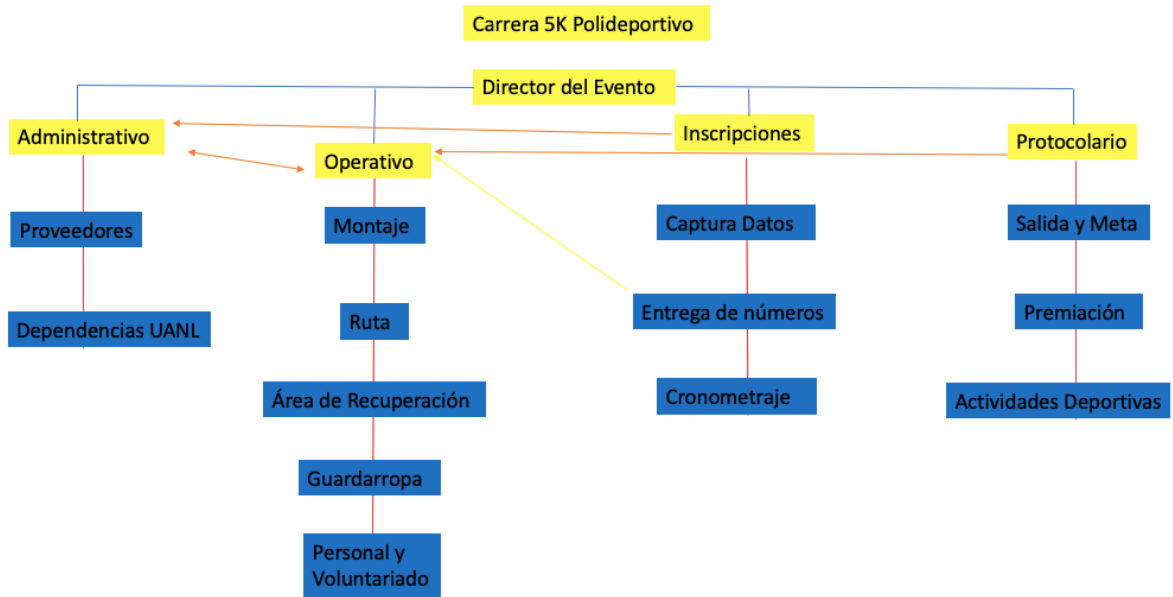 Carrera 5K Polideportivo
Director del Evento
Administrativo
Operativo
Inscripciones
Protocolario
Proveedores
Dependencias UANL
Montaje
Ruta
Área de Recuperación
Guardarropa
Personal y
Voluntariado
Captura Datos
Entrega de números
Cronometraje
Salida y Meta
Premiación
Actividades Deportivas